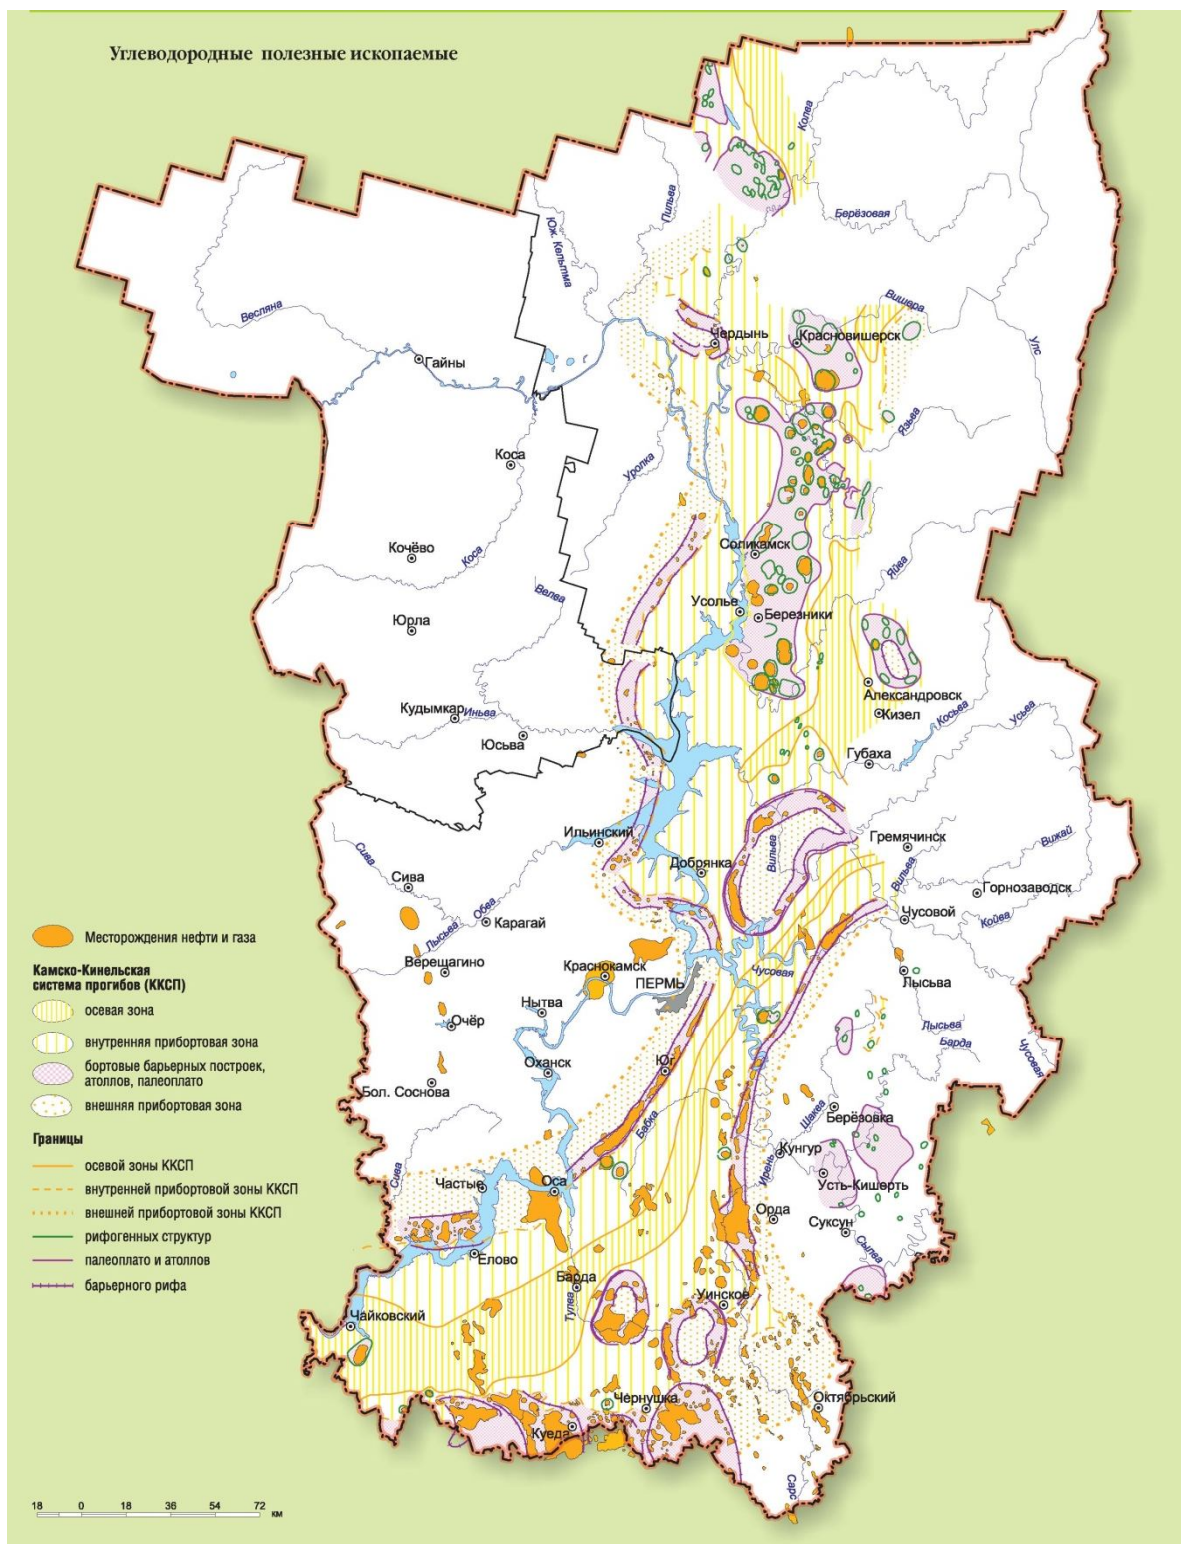 Углеводородные полезные ископаемые
Колва
Пильва
Юж. Кельтма
Берёзовая
Весляна
Вишера
Чердынь
Красновишерск
Улс
Гайны
Язьва
Коса
Уролка
Кочёво
Коса
Соликамск
Яйва
Велва
Усолье
Березники
Юрла
Александровск
Кудымкар
Иньва
Кизел
Косьва
Усьва
Юсьва
Губаха
Ильинский
Вильва
Гремячинск
Вижай
Сива
Добрянка
Вильва
Сива
Горнозаводск
Обва
Лысьва
Карагай
Чусовой
Койва
Месторождения нефти и газа
Верещагино
Краснокамск
ПЕРМЬ
Чусовая
Лысьва
Камско-Кинельская
система прогибов (ККСП)
осевая зона
Нытва
Очёр
Лысьва
Барда
Чусовая
внутренняя прибортовая зона
бортовые барьерных построек,
атоллов, палеоплато
Оханск
Юг
Бол. Соснова
внешняя прибортовая зона
Бабка
Шаква
Берёзовка
Границы
Кунгур
осевой зоны ККСП
Сива
Частые
Оса
Ирень
Усть-Кишерть
внутренней прибортовой зоны ККСП
внешней прибортовой зоны ККСП
Орда
Суксун
рифогенных структур
Сылва
палеоплато и атоллов
Елово
Барда
барьерного рифа
Тулва
Уинское
Чайковский
Чернушка
Октябрьский
Куеда
Сарс
18 0 18 36 54 72
км